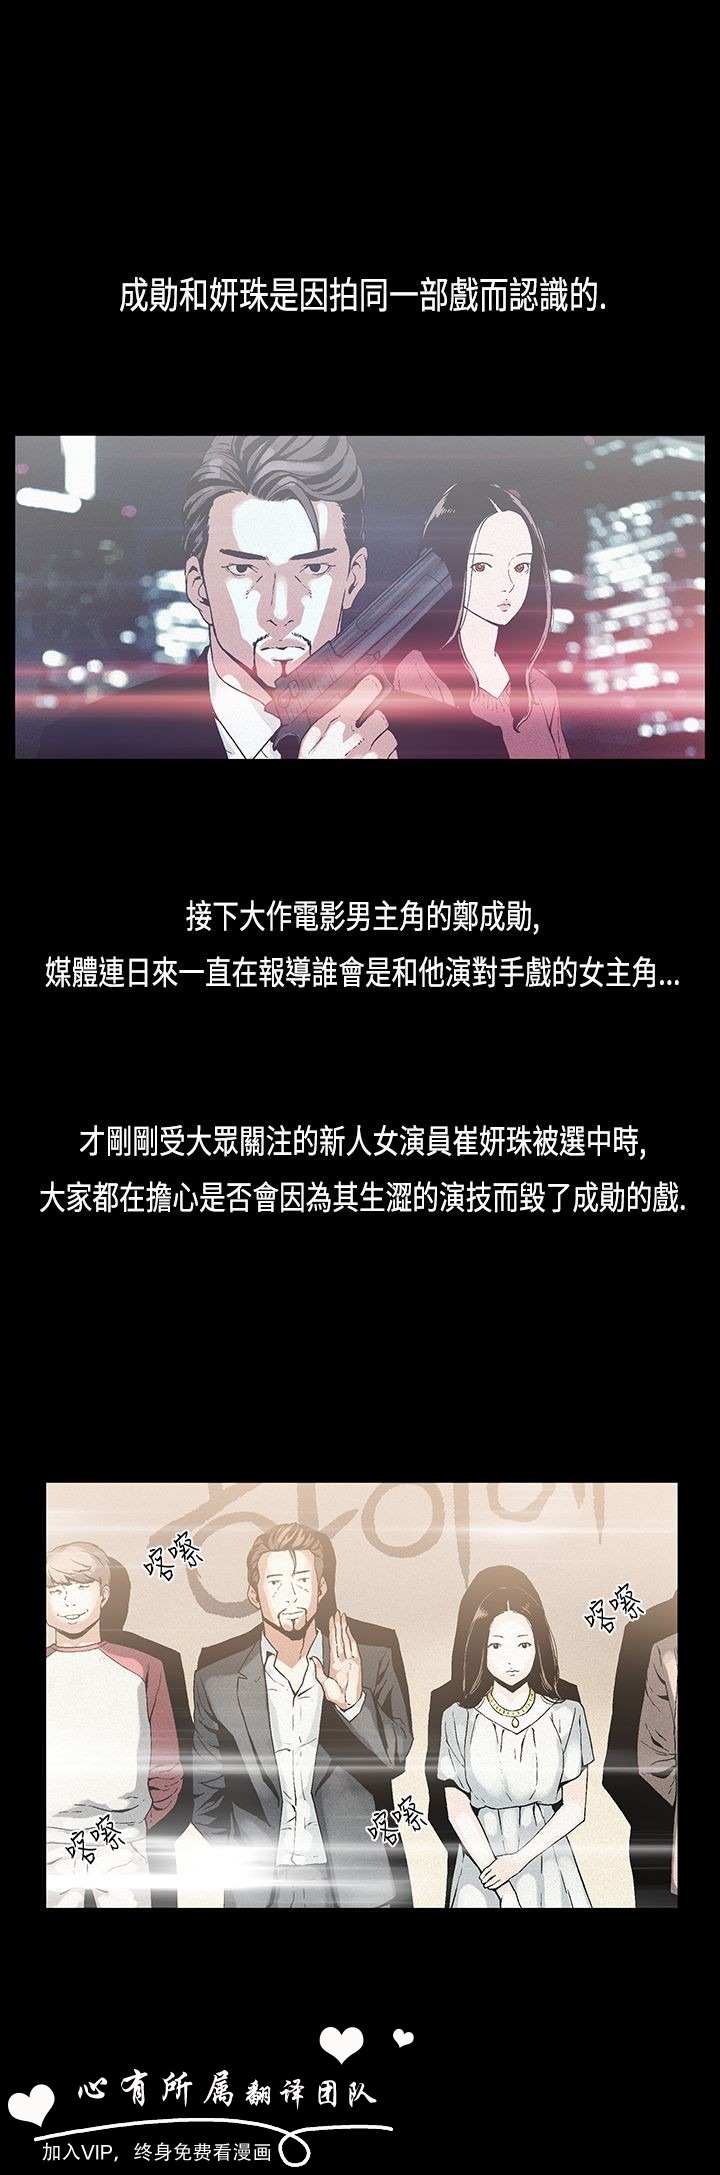 成勛和妍珠是因拍同一部戲而認識的.
接下大作電影男主角的鄭成勛,
媒體連日來一直在報導誰會是和他演對手戲的女主角...
才剛剛受大眾關注的新人女演員崔妍珠被選中時,
大家都在擔心是否會因為其生澀的演技而毀了成勛的戲.
喀嚓
喀嚓
喀嚓
喀嚓
心有所属翻译团队
加入VIP，终身免费看漫画